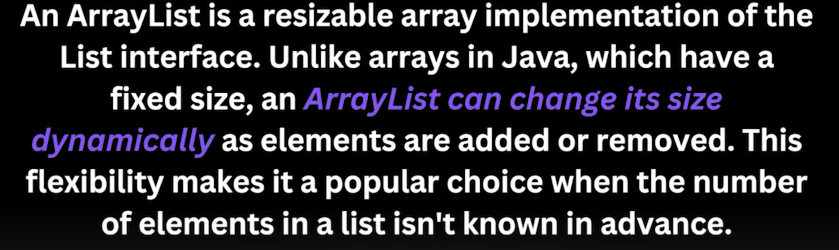 An ArrayList is a resizable array implementation of the
List interface. Unlike arrays in Java, which have a
fixed size, an ArrayList can change its size
dynamically as elements are added or removed. This
flexibility makes it a popular choice when the number
of elements in a list isn't known in advance.